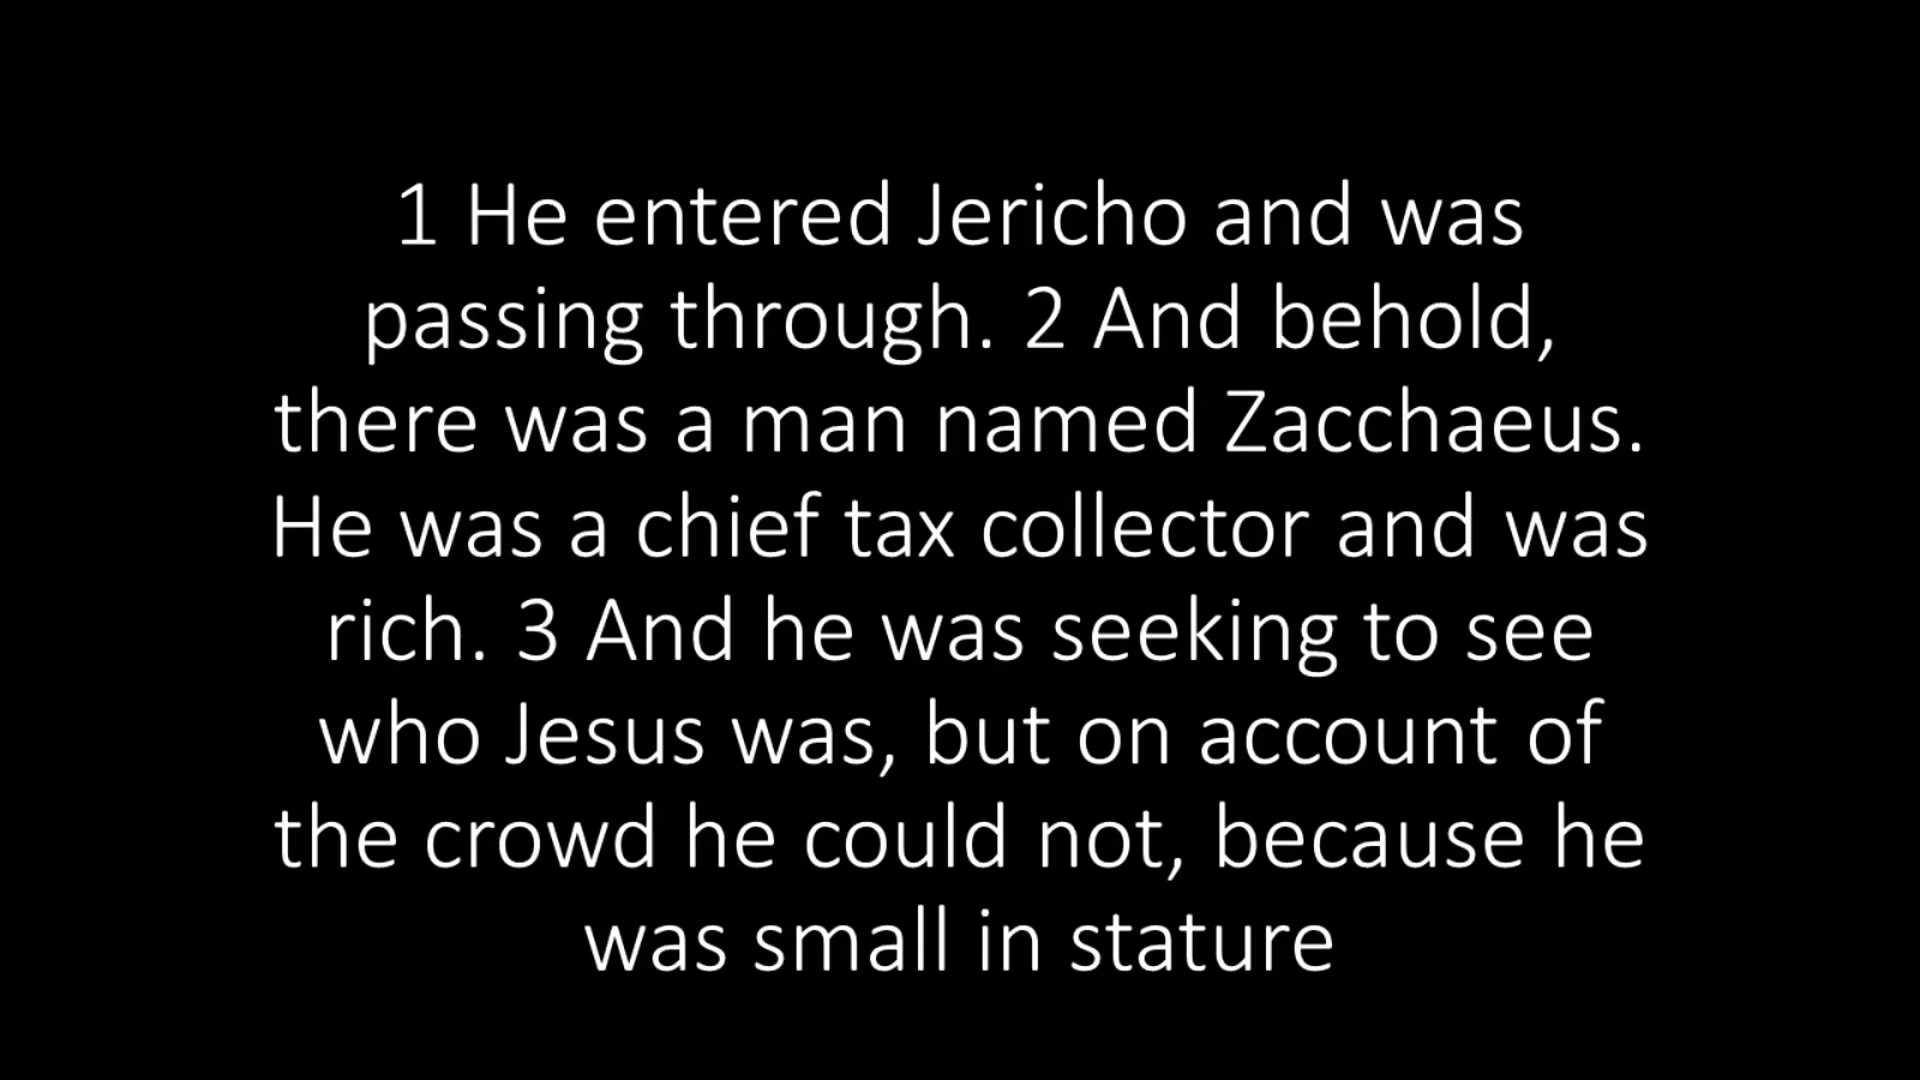 1 He entered Jericho and was
passing through. 2 And behold,
there was a man named Zacchaeus.
He was a chief tax collector and was
rich. 3 And he was seeking to see
who Jesus was, but on account of
the crowd he could not, because he
was small in stature